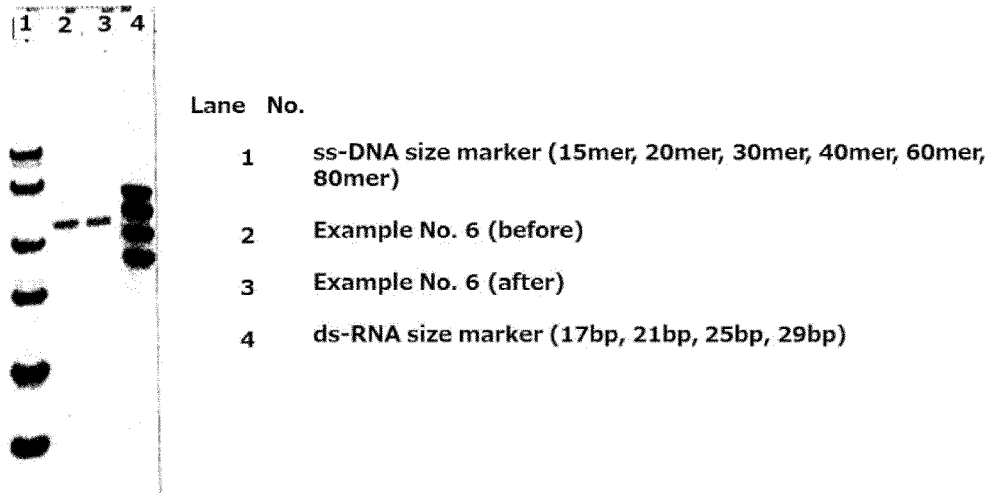 1 2 3 4
Lane No.
1 ss-DNA size marker (15mer, 20mer, 30mer, 40mer, 60mer,
80mer)
2 Example No. 6 (before)
3 Example No. 6 (after)
4 ds-RNA size marker (17bp, 21bp, 25bp, 29bp)